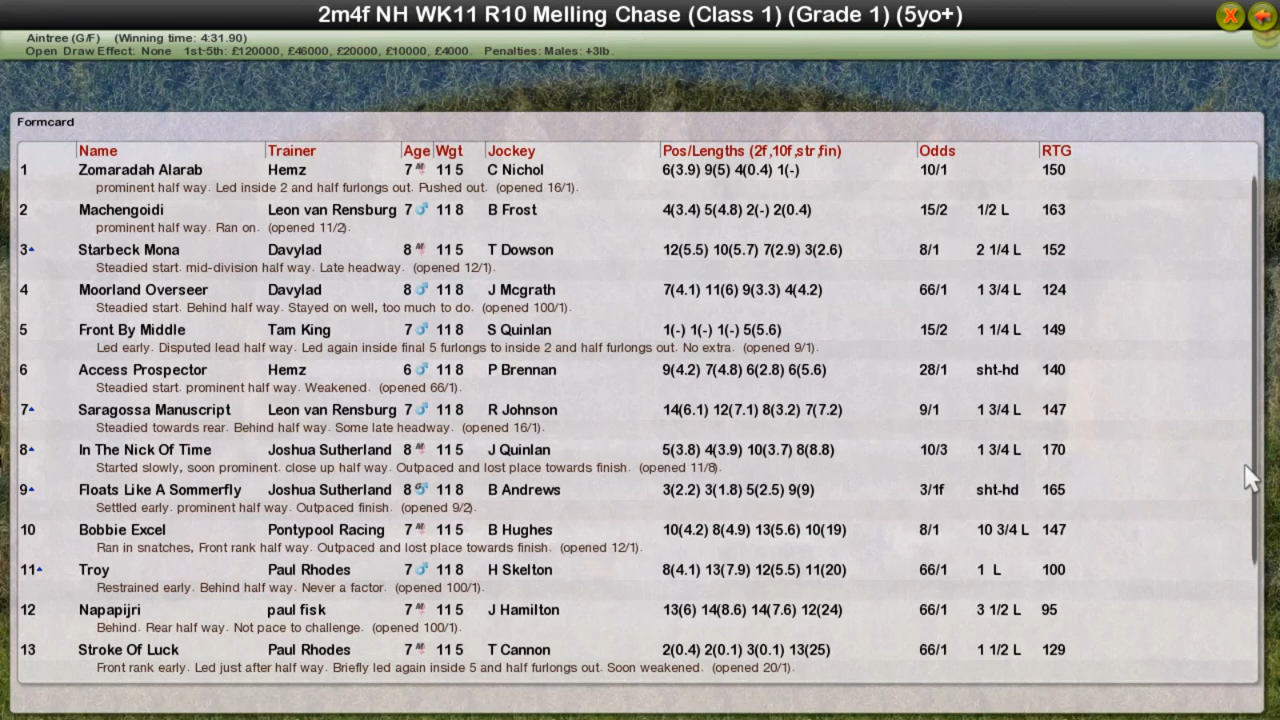 2m4f NH WK11 R10 Melling Chase (Class 1) (Grade 1) (5yo+)
Aintree (G/F) (Winning time: 4:31.90)
Open Draw Effect: None 1st-5th: £120000, £46000, £20000, £10000, £4000. Penalties: Males: +3lb.
Formcard
Name Trainer Age Wgt Jockey Pos/Lengths (2f,10f,str,fin) Odds RTG
1 Zomaradah Alarab Hemz 7 11 5 C Nichol 6(3.9) 9(5) 4(0.4) 1(-) 10/1 150
prominent half way. Led inside 2 and half furlongs out. Pushed out. (opened 16/1).
2 Machengoidi Leon van Rensburg 7 11 8 B Frost 4(3.4) 5(4.8) 2(-) 2(0.4) 15/2 1/2 L 163
prominent half way. Ran on. (opened 11/2).
3 Starbeck Mona Davylad 8 11 5 T Dowson 12(5.5) 10(5.7) 7(2.9) 3(2.6) 8/1 2 1/4 L 152
Steadied start. mid-division half way. Late headway. (opened 12/1).
4 Moorland Overseer Davylad 8 11 8 J Mcgrath 7(4.1) 11(6) 9(3.3) 4(4.2) 66/1 1 3/4 L 124
Steadied start. Behind half way. Stayed on well, too much to do. (opened 100/1).
5 Front By Middle Tam King 7 11 8 S Quinlan 1(-) 1(-) 1(-) 5(5.6) 15/2 1 1/4 L 149
Led early. Disputed lead half way. Led again inside final 5 furlongs to inside 2 and half furlongs out. No extra. (opened 9/1).
6 Access Prospector Hemz 6 11 8 P Brennan 9(4.2) 7(4.8) 6(2.8) 6(5.6) 28/1 sht-hd 140
Steadied start. prominent half way. Weakened. (opened 66/1).
7 Saragossa Manuscript Leon van Rensburg 7 11 8 R Johnson 14(6.1) 12(7.1) 8(3.2) 7(7.2) 9/1 1 3/4 L 147
Steadied towards rear. Behind half way. Some late headway. (opened 16/1).
8 In The Nick Of Time Joshua Sutherland 8 11 5 J Quinlan 5(3.8) 4(3.9) 10(3.7) 8(8.8) 10/3 1 3/4 L 170
Started slowly, soon prominent. close up half way. Outpaced and lost place towards finish. (opened 11/8).
9 Floats Like A Sommerfly Joshua Sutherland 8 11 8 B Andrews 3(2.2) 3(1.8) 5(2.5) 9(9) 3/1f sht-hd 165
Settled early. prominent half way. Outpaced finish. (opened 9/2).
10 Bobbie Excel Pontypool Racing 7 11 5 B Hughes 10(4.2) 8(4.9) 13(5.6) 10(19) 8/1 10 3/4 L 147
Ran in snatches, Front rank half way. Outpaced and lost place towards finish. (opened 12/1).
11 Troy Paul Rhodes 7 11 8 H Skelton 8(4.1) 13(7.9) 12(5.5) 11(20) 66/1 1 L 100
Restrained early. Behind half way. Never a factor. (opened 100/1).
12 Napapijri paul fisk 7 11 5 J Hamilton 13(6) 14(8.6) 14(7.6) 12(24) 66/1 3 1/2 L 95
Behind. Rear half way. Not pace to challenge. (opened 100/1).
13 Stroke Of Luck Paul Rhodes 7 11 5 T Cannon 2(0.4) 2(0.1) 3(0.1) 13(25) 66/1 1 1/2 L 129
Front rank early. Led just after half way. Briefly led again inside 5 and half furlongs out. Soon weakened. (opened 20/1).